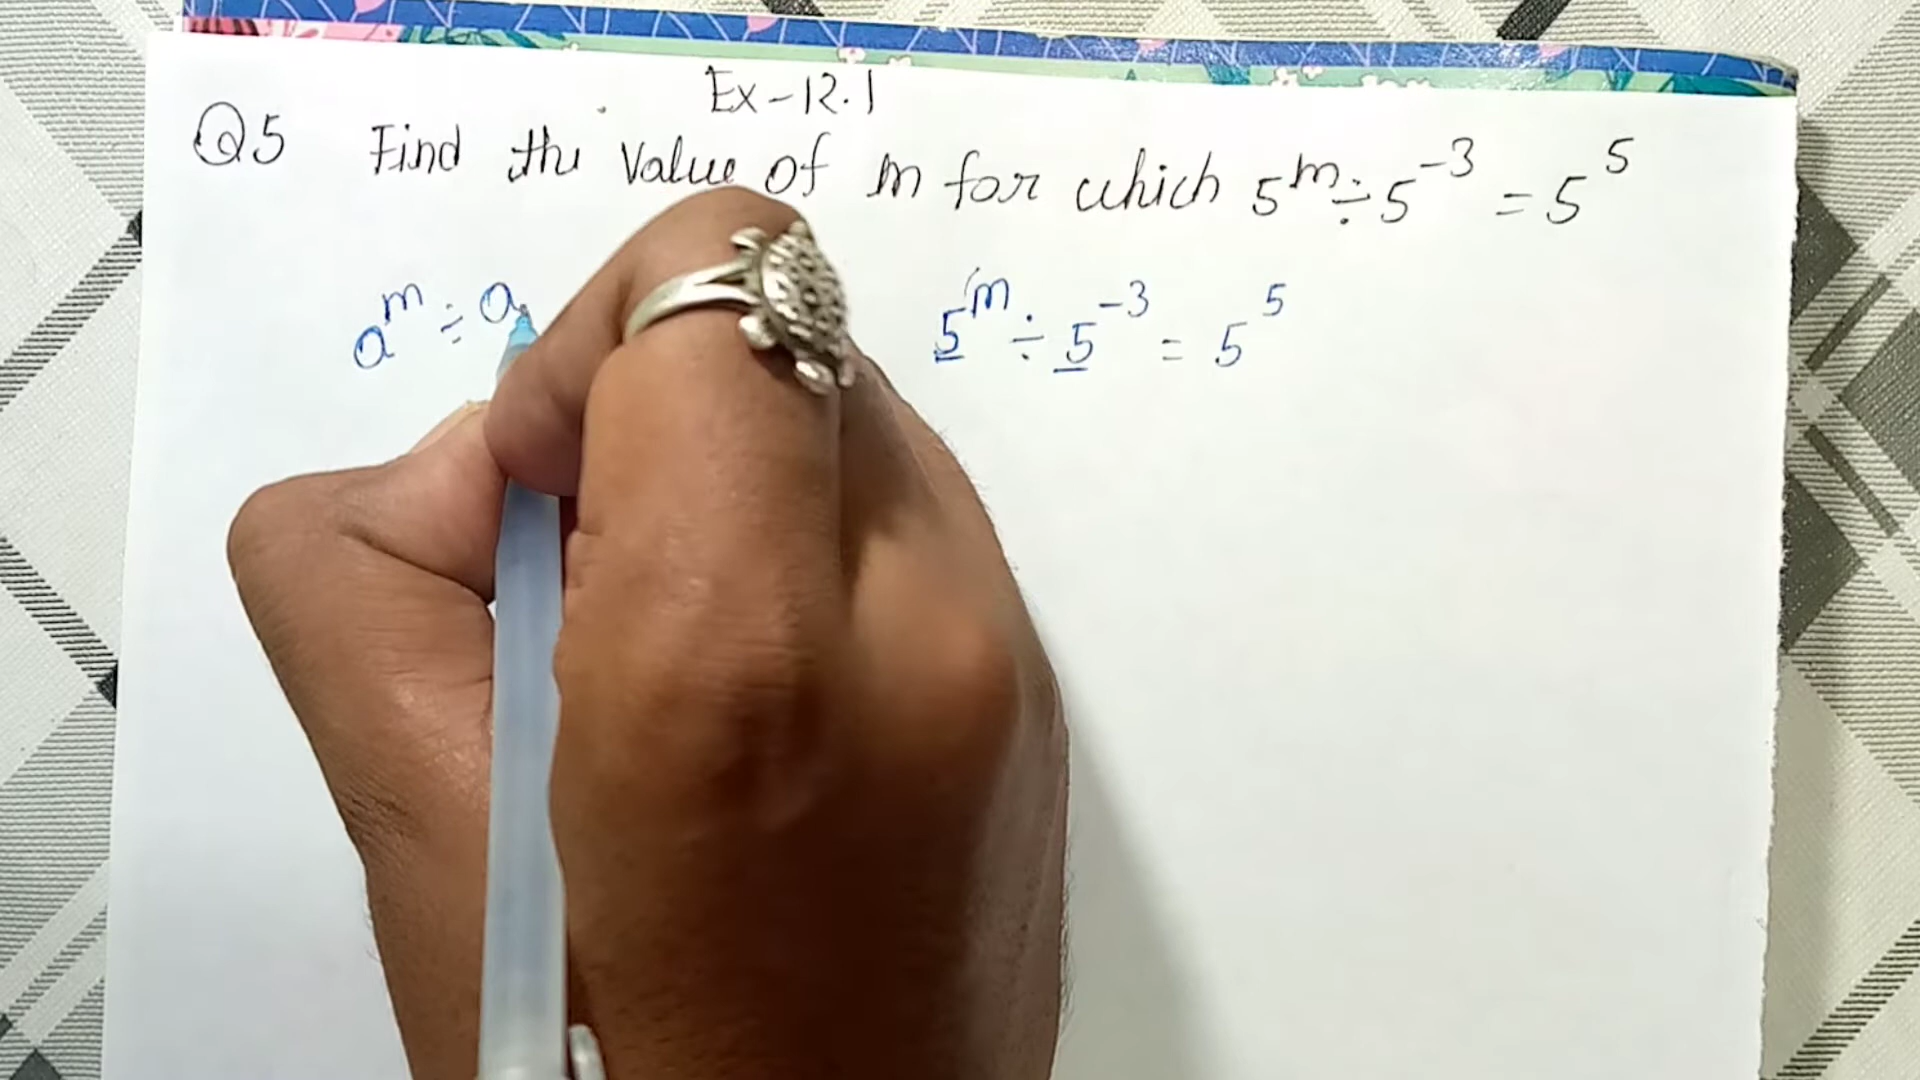 Ex-12.1
Q5 Find the value of m for which 5^m ÷ 5^-3 = 5^5
a^m ÷ a 5^m ÷ 5^-3 = 5^5